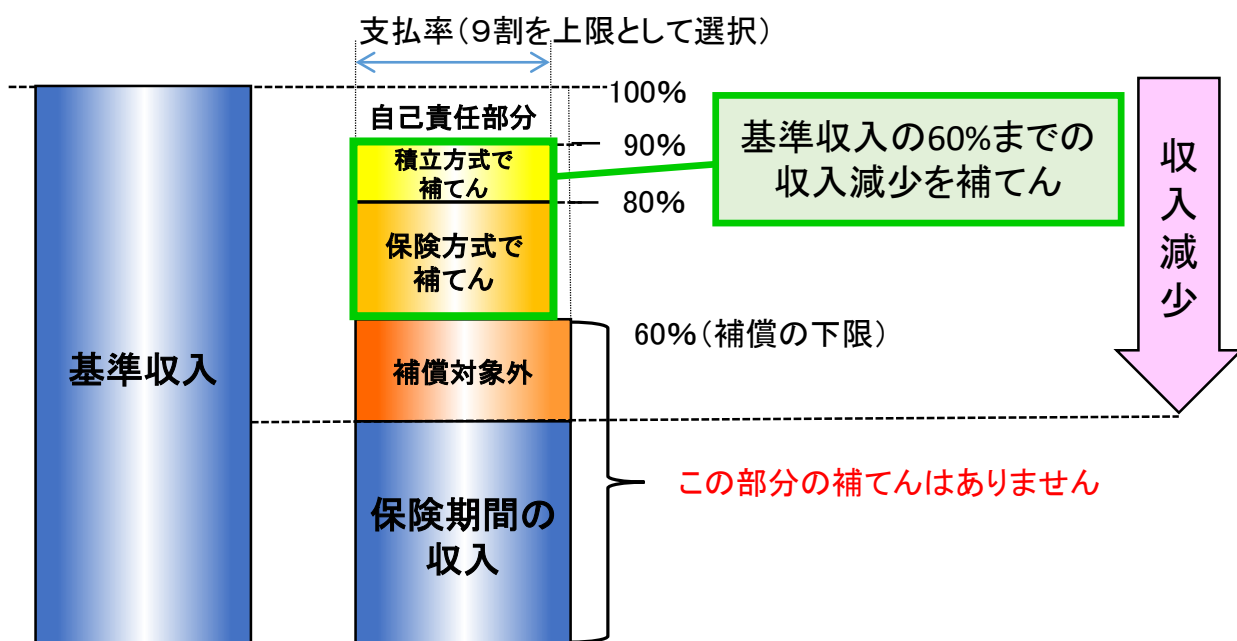 支払率（９割を上限として選択）
100%
自己責任部分
90%
積立方式で
補てん
80%
基準収入の60%までの
収入減少を補てん
収入減少
保険方式で
補てん
60%（補償の下限）
基準収入
補償対象外
この部分の補てんはありません
保険期間の
収入